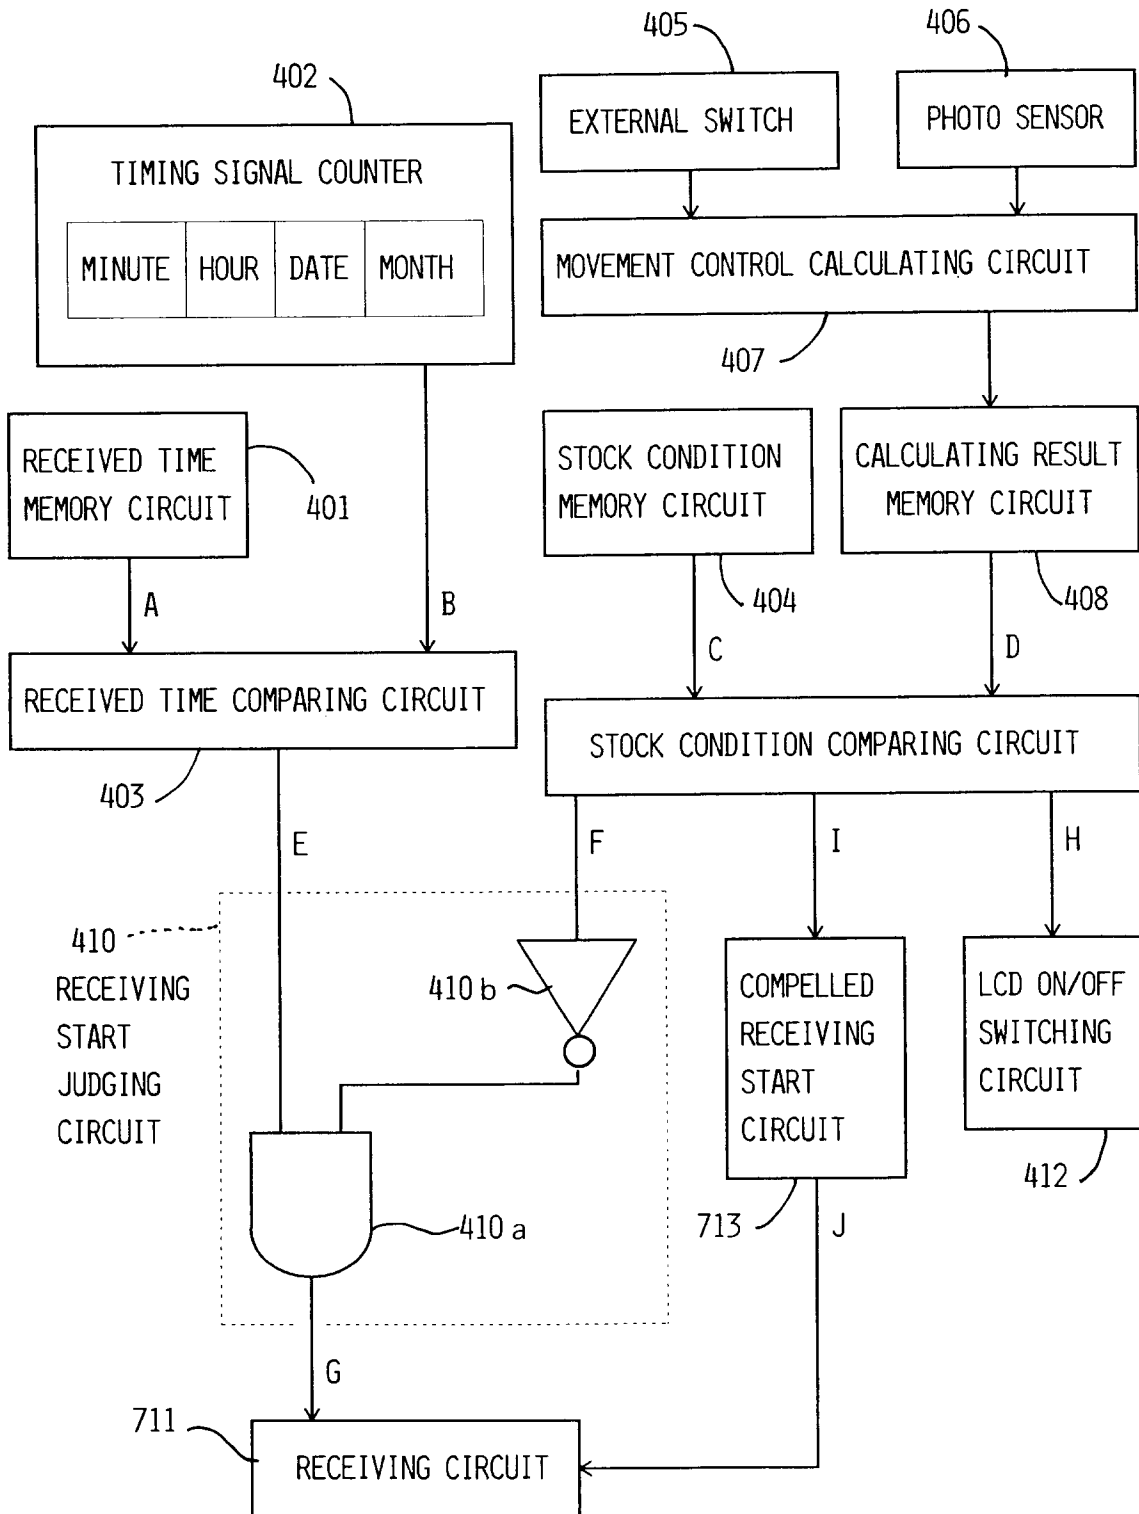 402
405
406
EXTERNAL SWITCH
PHOTO SENSOR
TIMING SIGNAL COUNTER
MINUTE HOUR DATE MONTH
MOVEMENT CONTROL CALCULATING CIRCUIT
407
RECEIVED TIME
MEMORY CIRCUIT
401
STOCK CONDITION
MEMORY CIRCUIT
404
CALCULATING RESULT
MEMORY CIRCUIT
408
A
B
C
D
RECEIVED TIME COMPARING CIRCUIT
403
STOCK CONDITION COMPARING CIRCUIT
E
F
I
H
410
RECEIVING
START
JUDGING
CIRCUIT
410b
410a
COMPELLED
RECEIVING
START
CIRCUIT
713
LCD ON/OFF
SWITCHING
CIRCUIT
412
J
G
711
RECEIVING CIRCUIT